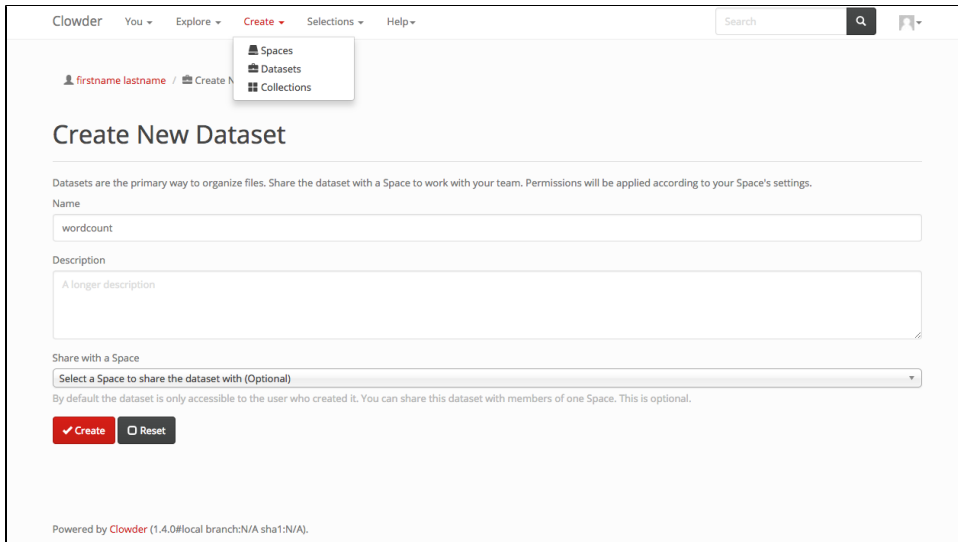 Clowder You Explore Create Selections Help Search
Spaces
Datasets
Collections
firstname lastname / Create N
Create New Dataset
Datasets are the primary way to organize files. Share the dataset with a Space to work with your team. Permissions will be applied according to your Space's settings.
Name
wordcount
Description
A longer description
Share with a Space
Select a Space to share the dataset with (Optional)
By default the dataset is only accessible to the user who created it. You can share this dataset with members of one Space. This is optional.
Create Reset
Powered by Clowder (1.4.0#local branch:N/A sha1:N/A).